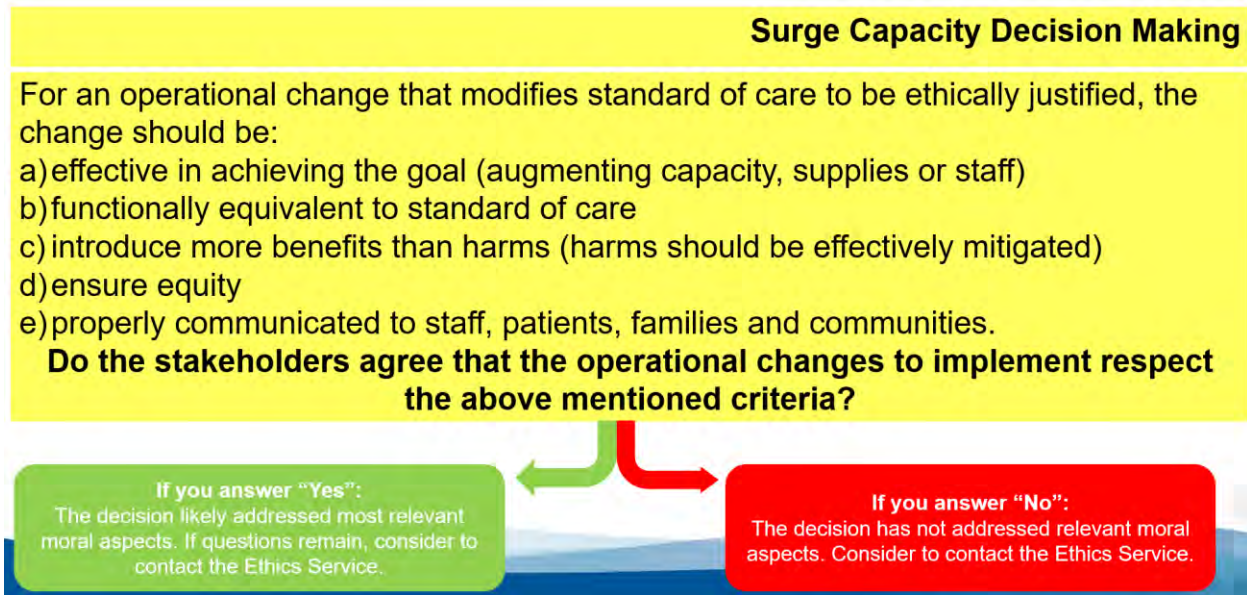 Surge Capacity Decision Making
For an operational change that modifies standard of care to be ethically justified, the
change should be:
a) effective in achieving the goal (augmenting capacity, supplies or staff)
b) functionally equivalent to standard of care
c) introduce more benefits than harms (harms should be effectively mitigated)
d) ensure equity
e) properly communicated to staff, patients, families and communities.
Do the stakeholders agree that the operational changes to implement respect
the above mentioned criteria?
If you answer “Yes”:
The decision likely addressed most relevant
moral aspects. If questions remain, consider to
contact the Ethics Service.
If you answer “No”:
The decision has not addressed relevant moral
aspects. Consider to contact the Ethics Service.